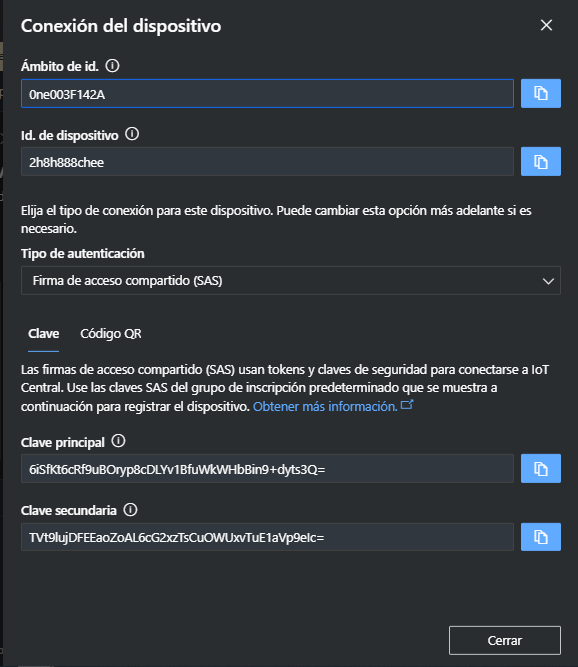 Conexión del dispositivo
Ámbito de id.
0ne003F142A
Id. de dispositivo
2h8h888chee
Elija el tipo de conexión para este dispositivo. Puede cambiar esta opción más adelante si es
necesario.
Tipo de autenticación
Firma de acceso compartido (SAS)
Clave
Código QR
Las firmas de acceso compartido (SAS) usan tokens y claves de seguridad para conectarse a IoT
Central. Use las claves SAS del grupo de inscripción predeterminado que se muestra a
continuación para registrar el dispositivo. Obtener más información.
Clave principal
6iSfKt6cRf9uBOryp8cDLYv1BfuWkWHbBin9+dyts3Q=
Clave secundaria
TVt9lujDFEEaoZoAL6cG2xzTsCuOWUxvTuE1aVp9eIc=
Cerrar